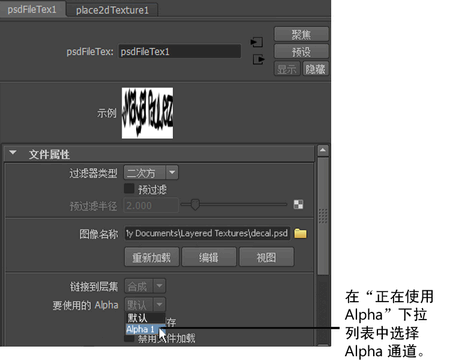 psdFileTex1 place2dTexture1
聚焦
psdFileTex: psdFileTex1
预设
显示 隐藏
示例
文件属性
过滤器类型 二次方
预过滤
预过滤半径 2.000
图像名称 ly Documents\Layered Textures\decal.psd
重新加载 编辑 视图
链接到层集 合成
要使用的 Alpha 默认
默认 存
Alpha 1
禁用文件加载
在“正在使用
Alpha”下拉
列表中选择
Alpha 通道。